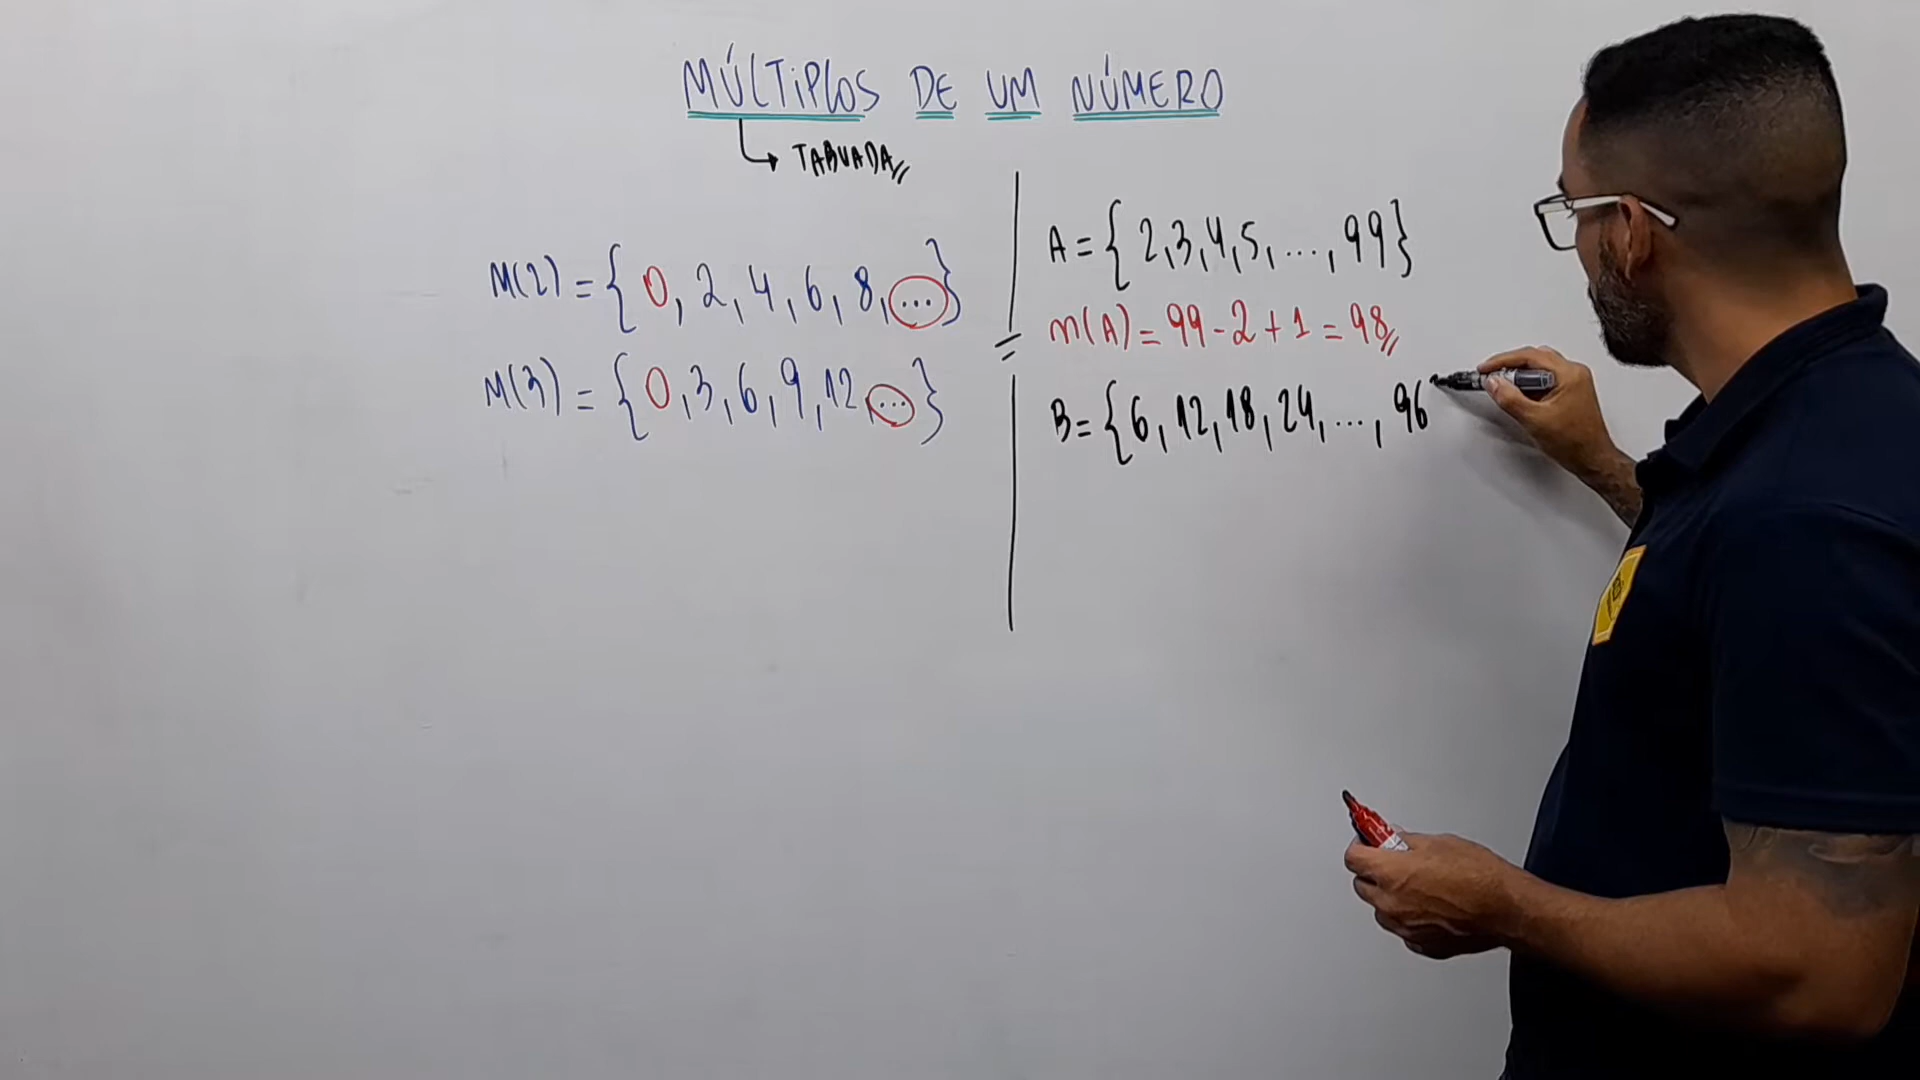 MÚLTiPlOS DE UM NÚMERO
TABUADA
M(2) = { 0, 2, 4, 6, 8, ... }
M(3) = { 0, 3, 6, 9, 12, ... }
A = { 2, 3, 4, 5, ..., 99 }
m(A) = 99 - 2 + 1 = 98
B = { 6, 12, 18, 24, ..., 96